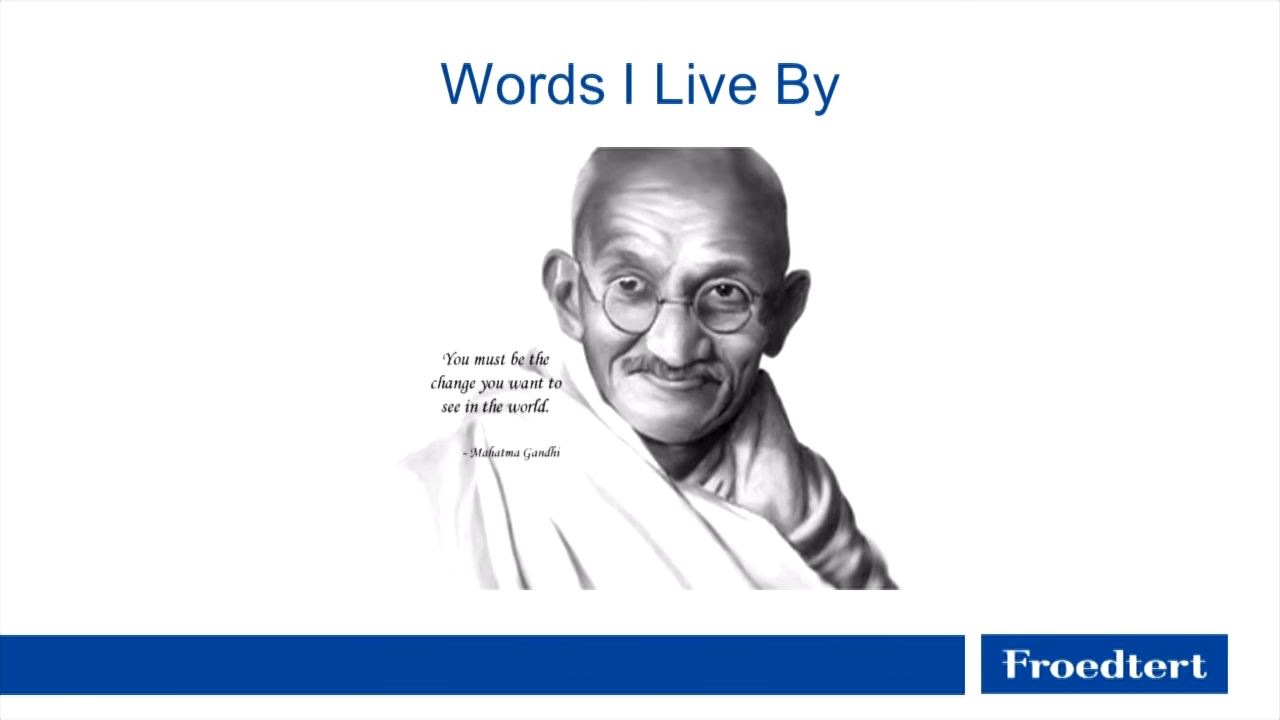 Words I Live By
You must be the
change you want to
see in the world.
- Mahatma Gandhi
Froedtert